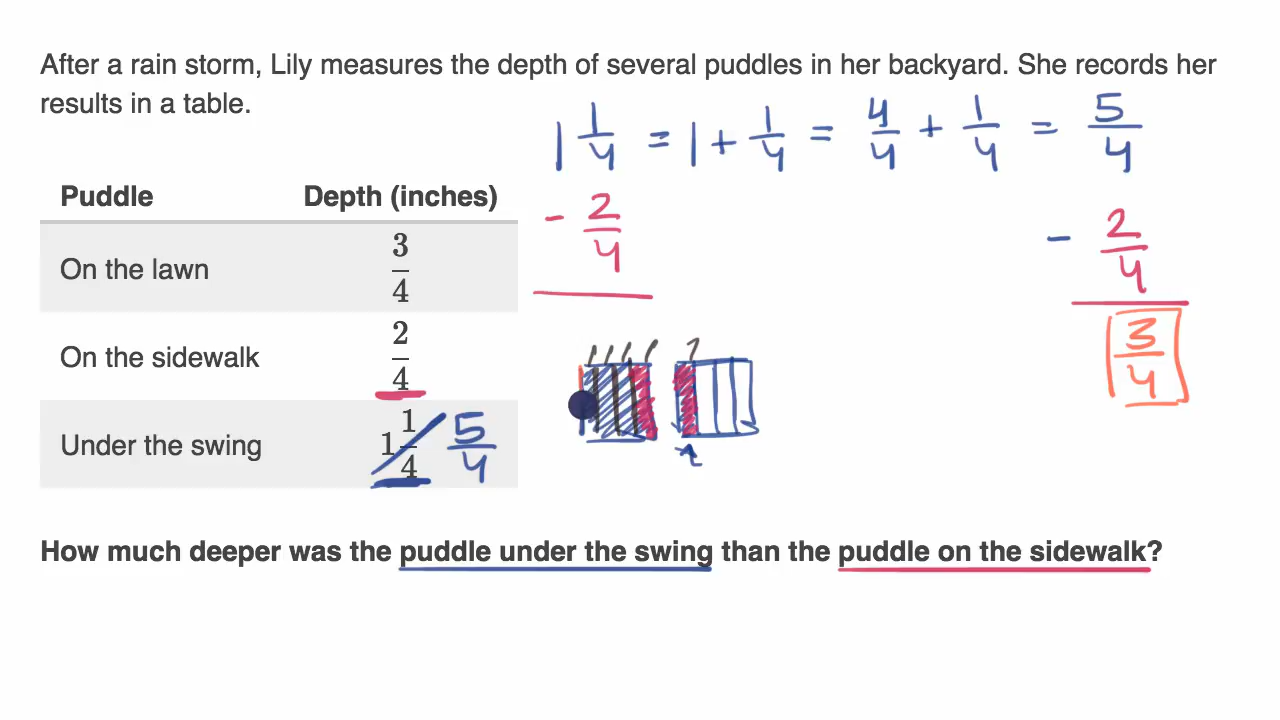 After a rain storm, Lily measures the depth of several puddles in her backyard. She records her
results in a table.
1 1/4 = 1 + 1/4 = 4/4 + 1/4 = 5/4
- 2/4
- 2/4
3/4
Puddle Depth (inches)
On the lawn 3/4
On the sidewalk 2/4
Under the swing 1 1/4 5/4
How much deeper was the puddle under the swing than the puddle on the sidewalk?